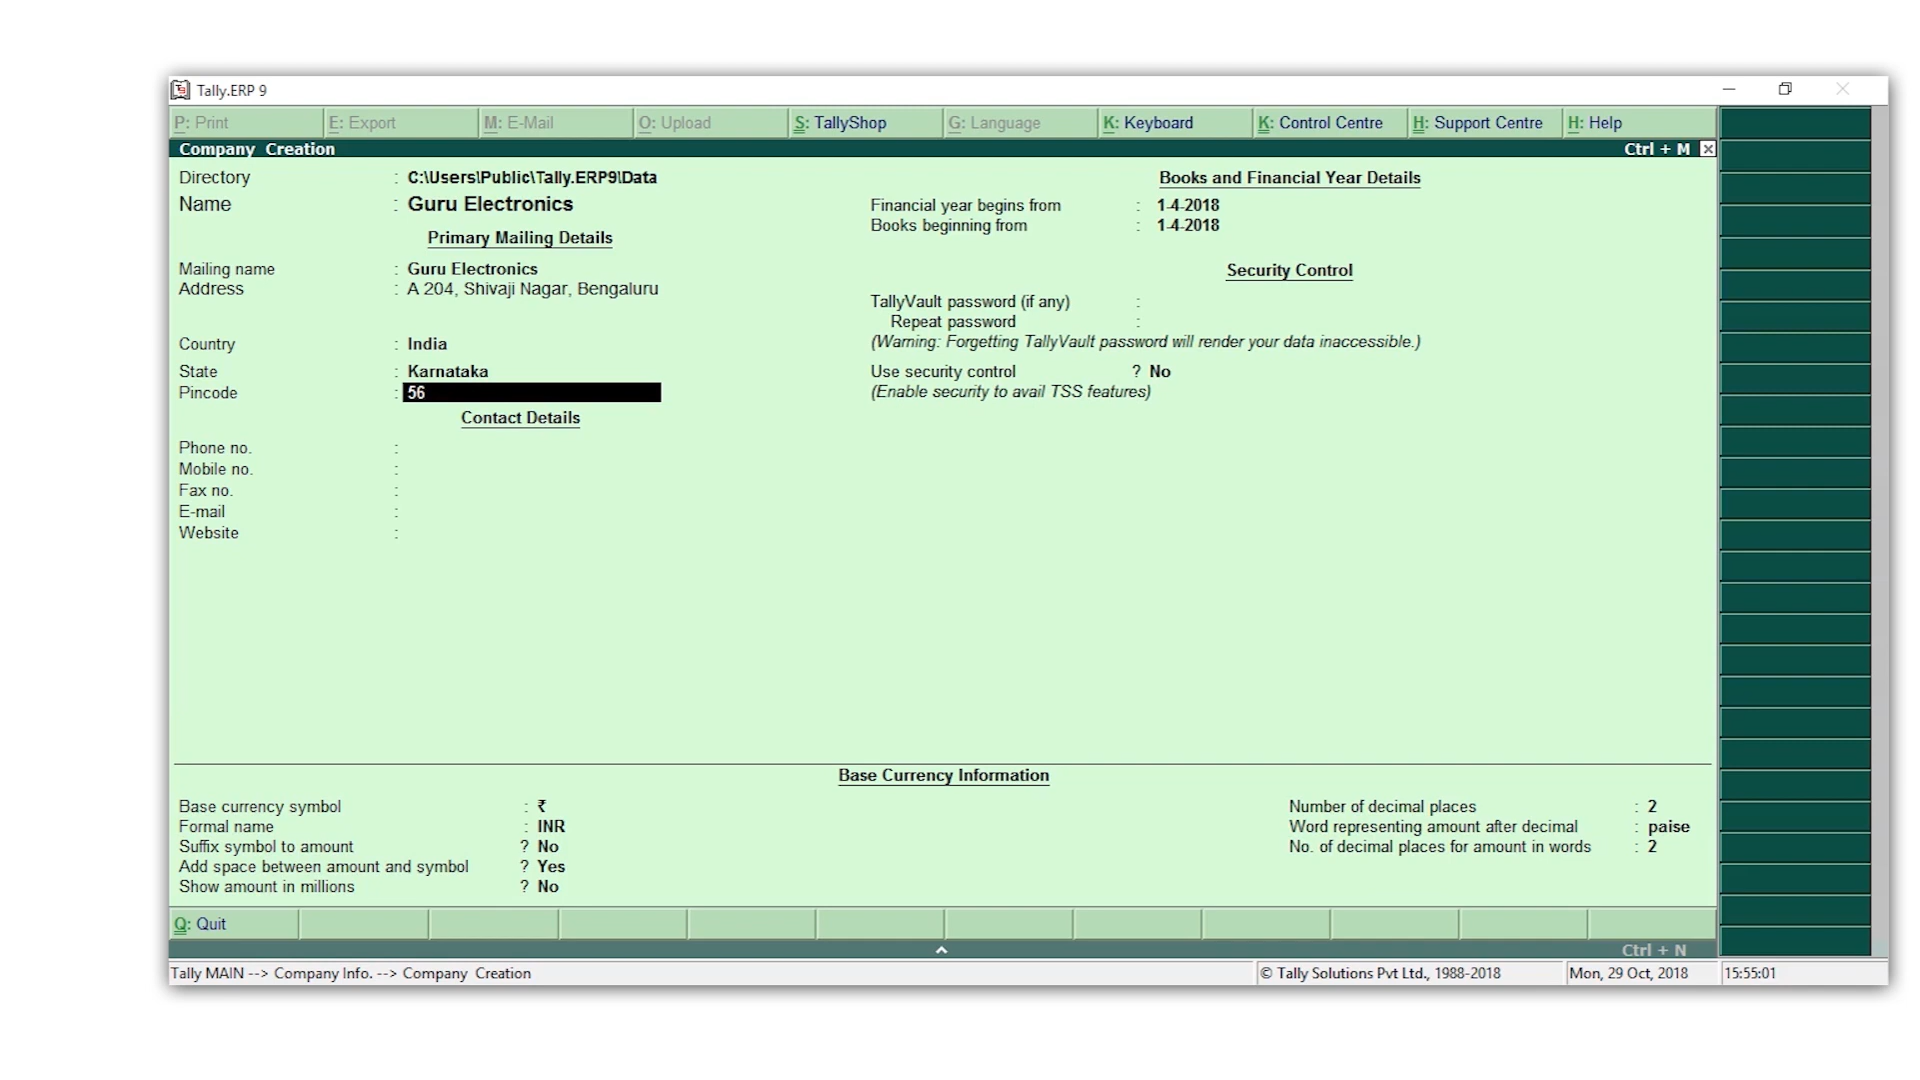 Tally.ERP 9
P: Print E: Export M: E-Mail O: Upload S: TallyShop G: Language K: Keyboard K: Control Centre H: Support Centre H: Help
Company Creation Ctrl + M
Directory : C:\Users\Public\Tally.ERP9\Data
Name : Guru Electronics
Primary Mailing Details
Mailing name : Guru Electronics
Address : A 204, Shivaji Nagar, Bengaluru
Country : India
State : Karnataka
Pincode : 56
Contact Details
Phone no. :
Mobile no. :
Fax no. :
E-mail :
Website :
Books and Financial Year Details
Financial year begins from : 1-4-2018
Books beginning from : 1-4-2018
Security Control
TallyVault password (if any) :
Repeat password :
(Warning: Forgetting TallyVault password will render your data inaccessible.)
Use security control ? No
(Enable security to avail TSS features)
Base Currency Information
Base currency symbol : ₹
Formal name : INR
Suffix symbol to amount ? No
Add space between amount and symbol ? Yes
Show amount in millions ? No
Number of decimal places : 2
Word representing amount after decimal : paise
No. of decimal places for amount in words : 2
Q: Quit
Ctrl + N
Tally MAIN --> Company Info. --> Company Creation © Tally Solutions Pvt Ltd., 1988-2018 Mon, 29 Oct, 2018 15:55:01